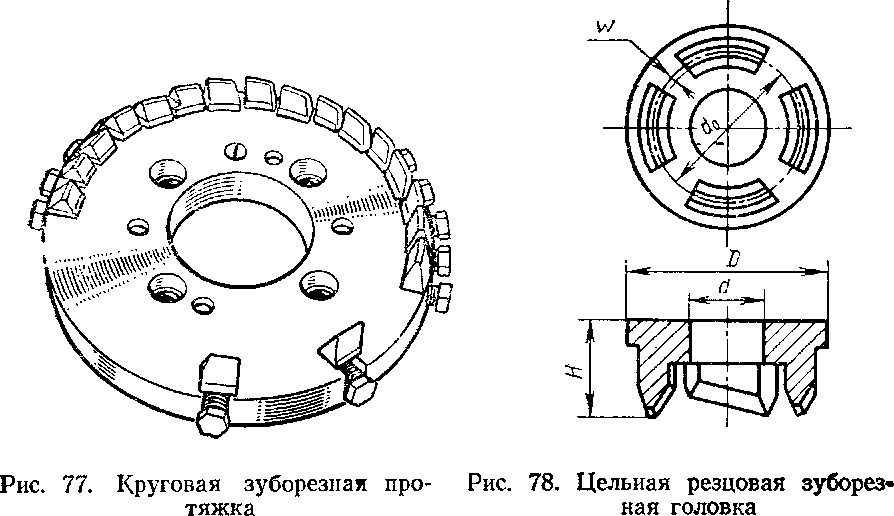 W
d₀
D
d
H
Рис. 77. Круговая зуборезная про-
тяжка
Рис. 78. Цельная резцовая зуборез-
ная головка